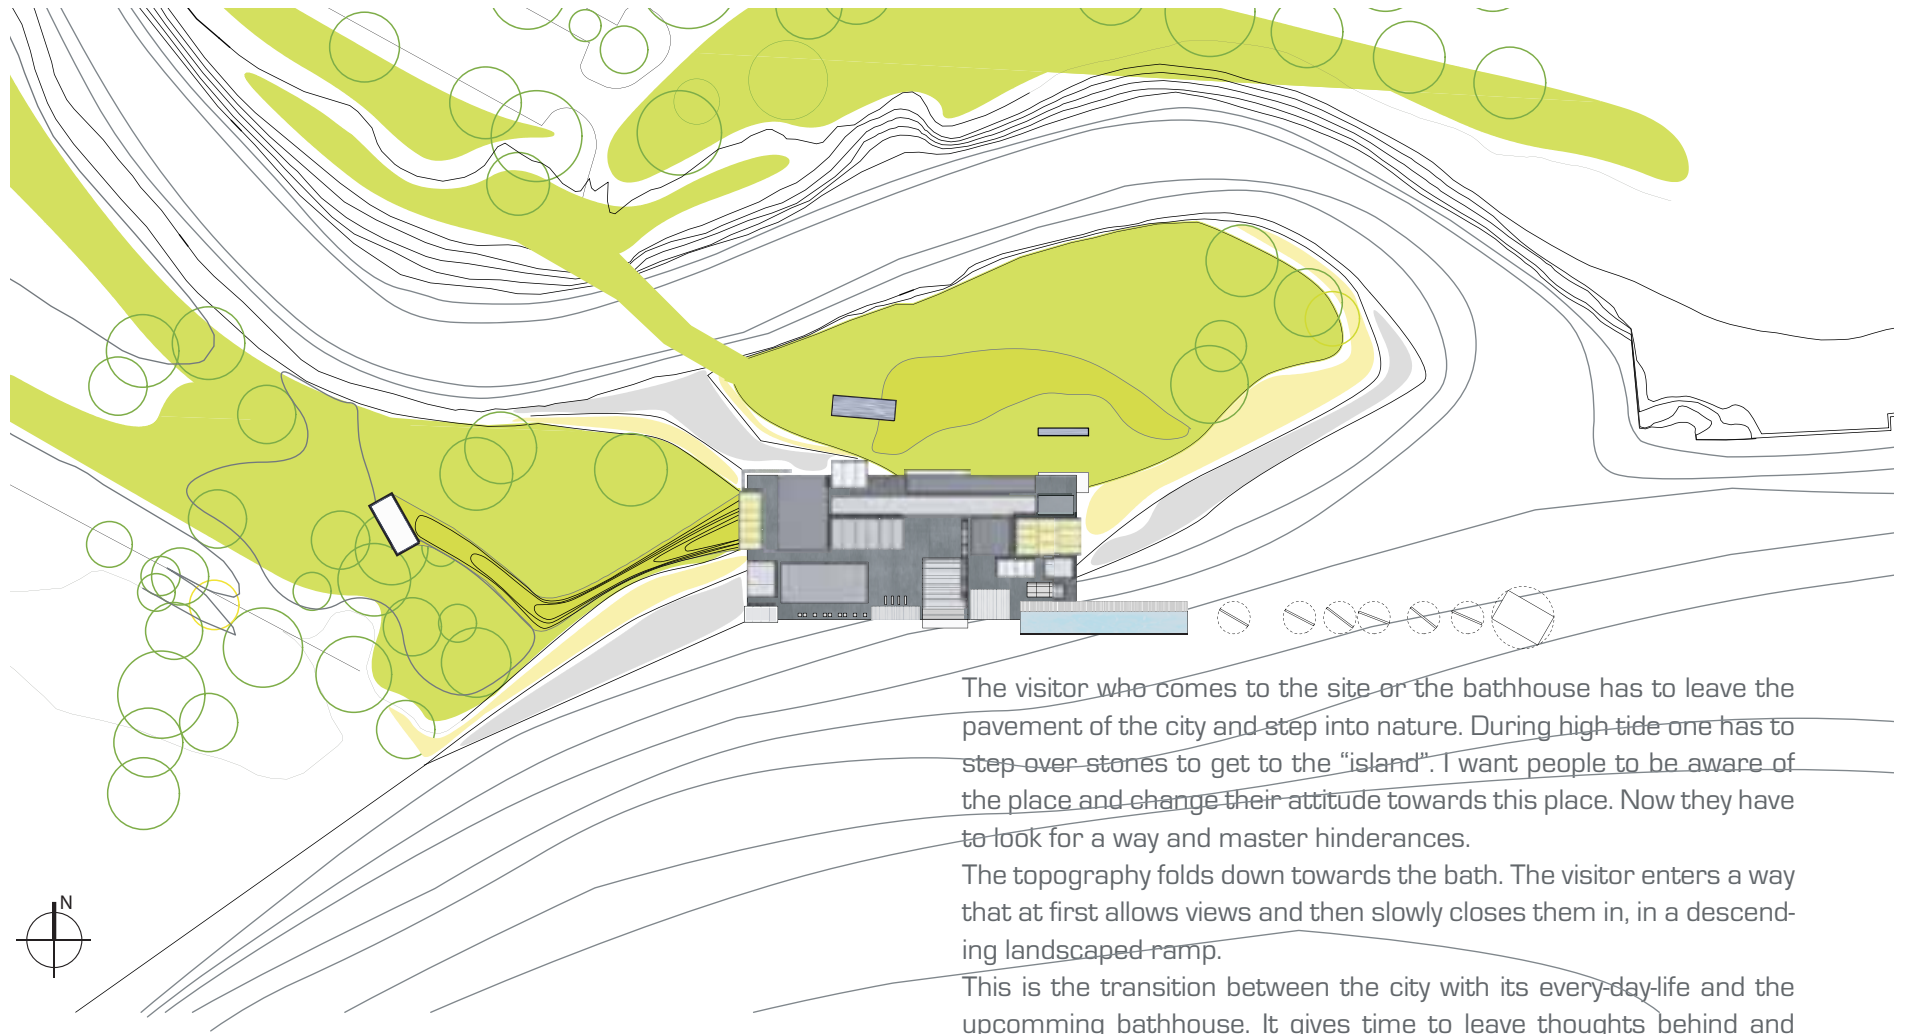 N
The visitor who comes to the site or the bathhouse has to leave the
pavement of the city and step into nature. During high tide one has to
step over stones to get to the “island”. I want people to be aware of
the place and change their attitude towards this place. Now they have
to look for a way and master hinderances.
The topography folds down towards the bath. The visitor enters a way
that at first allows views and then slowly closes them in, in a descend-
ing landscaped ramp.
This is the transition between the city with its every-day-life and the
upcomming bathhouse. It gives time to leave thoughts behind and